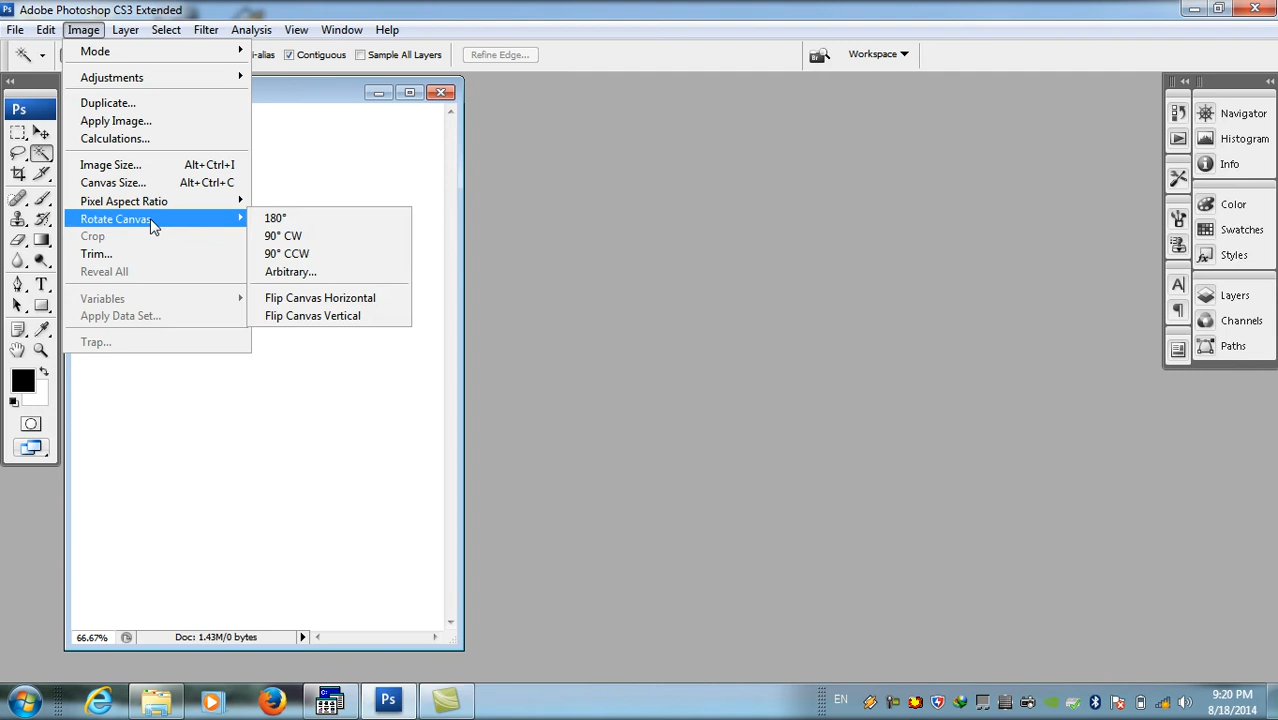 Ps Adobe Photoshop CS3 Extended
File Edit Image Layer Select Filter Analysis View Window Help
Contiguous Sample All Layers Refine Edge... Br Workspace
Mode
Adjustments
Duplicate...
Apply Image...
Calculations...
Image Size... Alt+Ctrl+I
Canvas Size... Alt+Ctrl+C
Pixel Aspect Ratio
Rotate Canvas
Crop
Trim...
Reveal All
Variables
Apply Data Set...
Trap...
180°
90° CW
90° CCW
Arbitrary...
Flip Canvas Horizontal
Flip Canvas Vertical
Ps
Navigator
Histogram
Info
Color
Swatches
Styles
Layers
Channels
Paths
66.67% Doc: 1.43M/0 bytes
Ps
EN
9:20 PM
8/18/2014